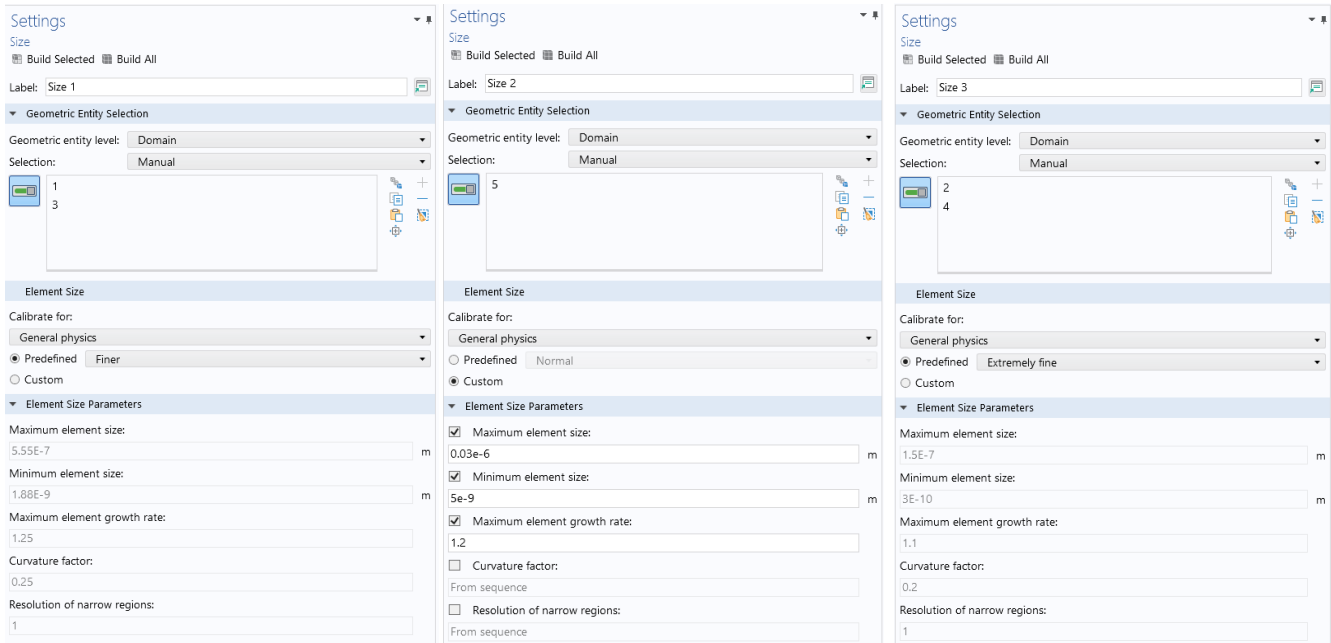 Settings
Size
Build Selected Build All
Label: Size 1
Geometric Entity Selection
Geometric entity level: Domain
Selection: Manual
1
3
Element Size
Calibrate for:
General physics
Predefined Finer
Custom
Element Size Parameters
Maximum element size:
5.55E-7 m
Minimum element size:
1.88E-9 m
Maximum element growth rate:
1.25
Curvature factor:
0.25
Resolution of narrow regions:
1
Settings
Size
Build Selected Build All
Label: Size 2
Geometric Entity Selection
Geometric entity level: Domain
Selection: Manual
5
Element Size
Calibrate for:
General physics
Predefined Normal
Custom
Element Size Parameters
Maximum element size:
0.03e-6 m
Minimum element size:
5e-9 m
Maximum element growth rate:
1.2
Curvature factor:
From sequence
Resolution of narrow regions:
From sequence
Settings
Size
Build Selected Build All
Label: Size 3
Geometric Entity Selection
Geometric entity level: Domain
Selection: Manual
2
4
Element Size
Calibrate for:
General physics
Predefined Extremely fine
Custom
Element Size Parameters
Maximum element size:
1.5E-7 m
Minimum element size:
3E-10 m
Maximum element growth rate:
1.1
Curvature factor:
0.2
Resolution of narrow regions:
1